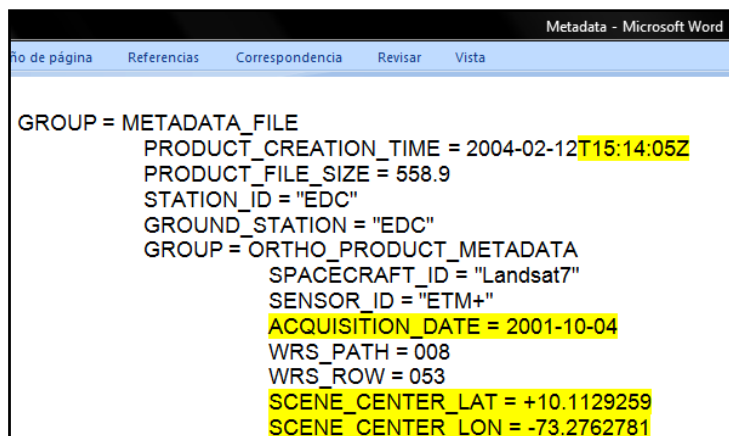 Metadata - Microsoft Word
ño de página Referencias Correspondencia Revisar Vista
GROUP = METADATA_FILE
PRODUCT_CREATION_TIME = 2004-02-12T15:14:05Z
PRODUCT_FILE_SIZE = 558.9
STATION_ID = "EDC"
GROUND_STATION = "EDC"
GROUP = ORTHO_PRODUCT_METADATA
SPACECRAFT_ID = "Landsat7"
SENSOR_ID = "ETM+"
ACQUISITION_DATE = 2001-10-04
WRS_PATH = 008
WRS_ROW = 053
SCENE_CENTER_LAT = +10.1129259
SCENE_CENTER_LON = -73.2762781